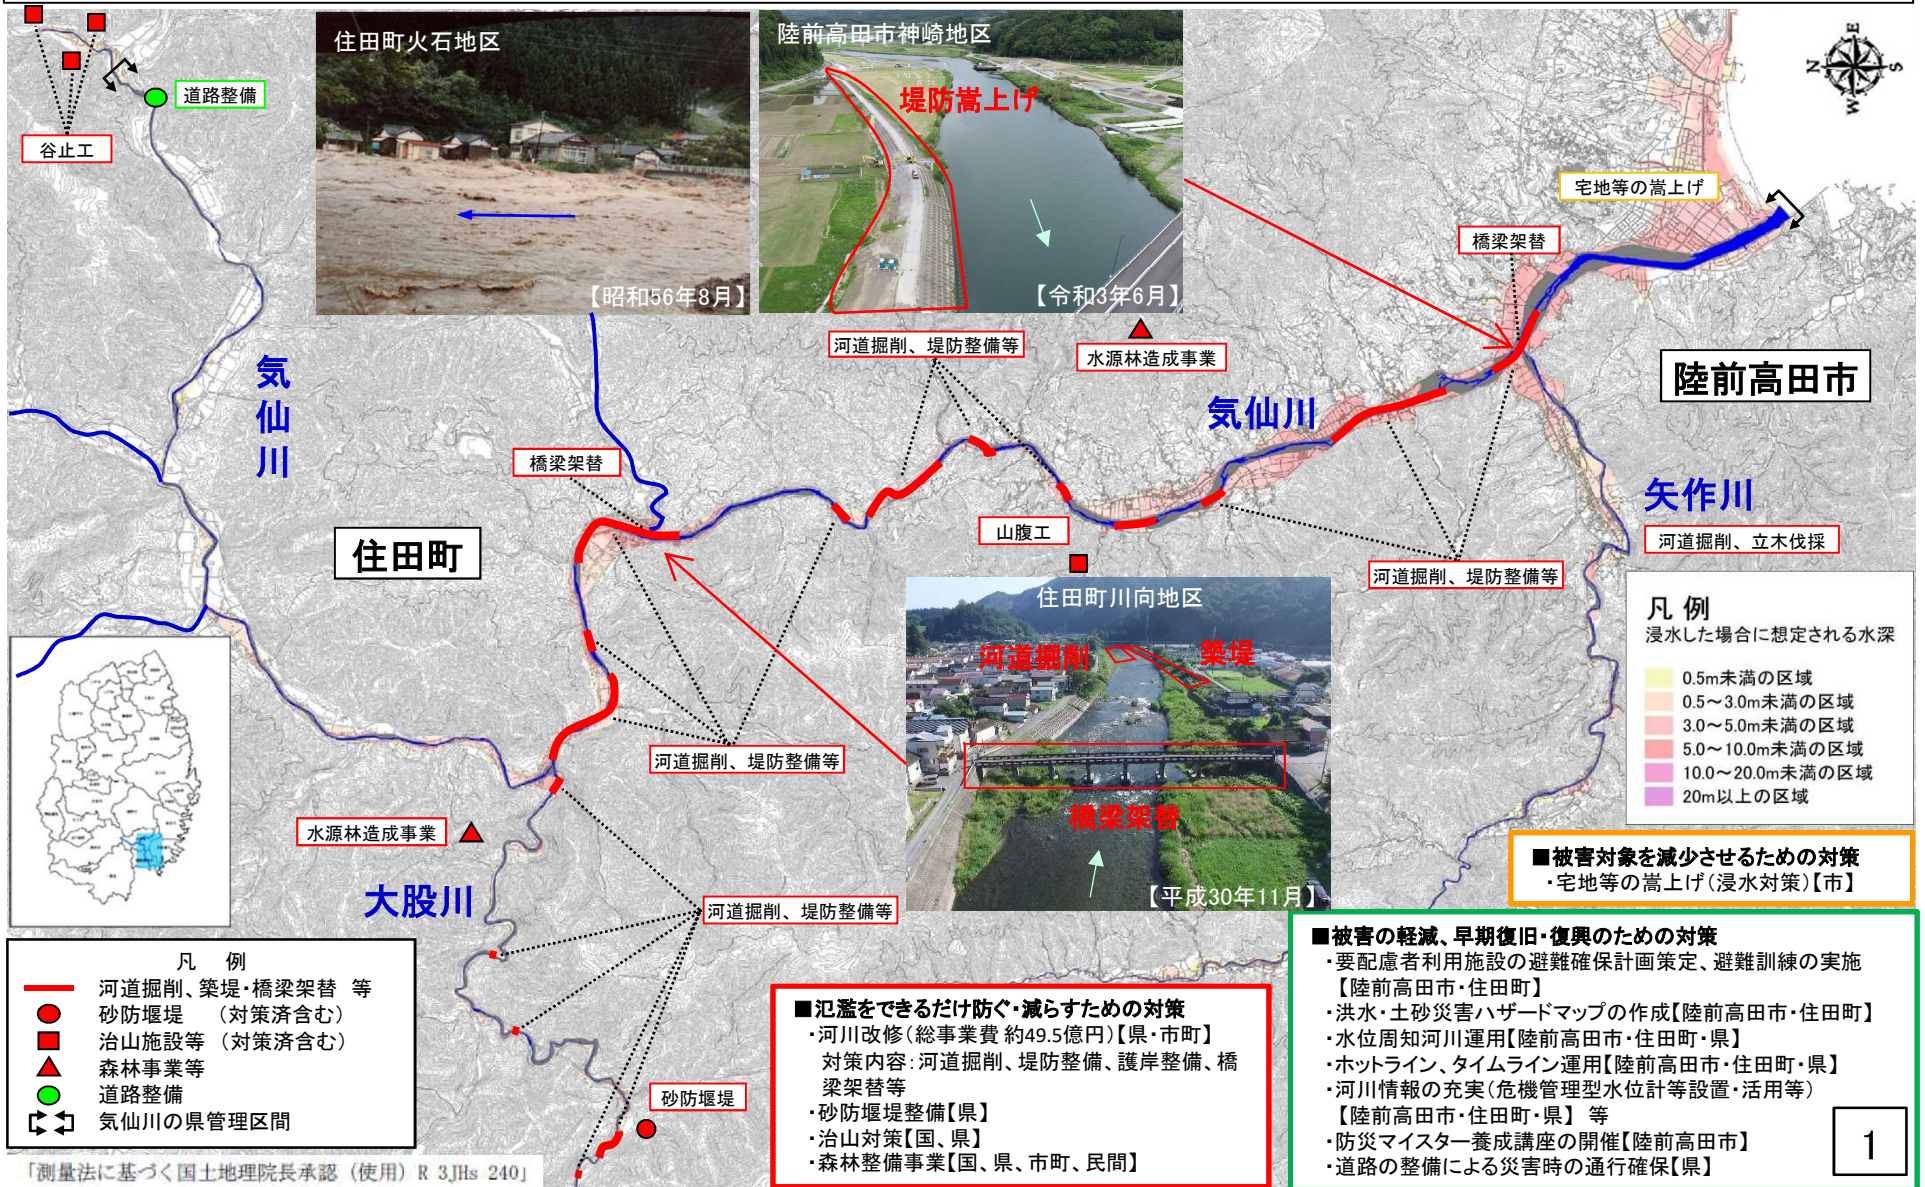 住田町火石地区
【昭和56年8月】
陸前高田市神崎地区
堤防嵩上げ
【令和3年6月】
N
E
S
W
道路整備
谷止工
宅地等の嵩上げ
橋梁架替
河道掘削、堤防整備等
水源林造成事業
陸前高田市
気仙川
気仙川
橋梁架替
矢作川
河道掘削、立木伐採
山腹工
住田町
河道掘削、堤防整備等
住田町川向地区
河道掘削
築堤
橋梁架替
【平成30年11月】
河道掘削、堤防整備等
水源林造成事業
大股川
河道掘削、堤防整備等
砂防堰堤
凡 例
浸水した場合に想定される水深
0.5m未満の区域
0.5～3.0m未満の区域
3.0～5.0m未満の区域
5.0～10.0m未満の区域
10.0～20.0m未満の区域
20m以上の区域
■被害対象を減少させるための対策
・宅地等の嵩上げ(浸水対策)【市】
■被害の軽減、早期復旧・復興のための対策
・要配慮者利用施設の避難確保計画策定、避難訓練の実施
【陸前高田市・住田町】
・洪水・土砂災害ハザードマップの作成【陸前高田市・住田町】
・水位周知河川運用【陸前高田市・住田町・県】
・ホットライン、タイムライン運用【陸前高田市・住田町・県】
・河川情報の充実(危機管理型水位計等設置・活用等)
【陸前高田市・住田町・県】 等
・防災マイスター養成講座の開催【陸前高田市】
・道路の整備による災害時の通行確保【県】
1
■氾濫をできるだけ防ぐ・減らすための対策
・河川改修(総事業費 約49.5億円)【県・市町】
対策内容:河道掘削、堤防整備、護岸整備、橋
梁架替等
・砂防堰堤整備【県】
・治山対策【国、県】
・森林整備事業【国、県、市町、民間】
凡 例
河道掘削、築堤・橋梁架替 等
砂防堰堤 (対策済含む)
治山施設等 (対策済含む)
森林事業等
道路整備
気仙川の県管理区間
「測量法に基づく国土地理院長承認 (使用) R 3JHs 240」